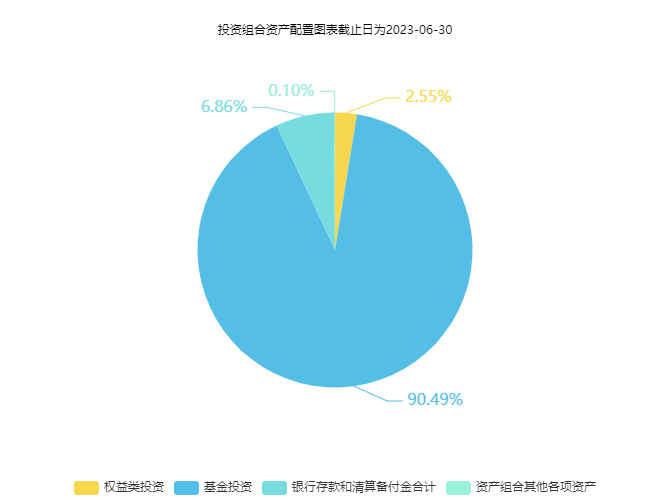 投资组合资产配置图表截止日为2023-06-30
0.10%
2.55%
6.86%
90.49%
权益类投资 基金投资 银行存款和清算备付金合计 资产组合其他各项资产